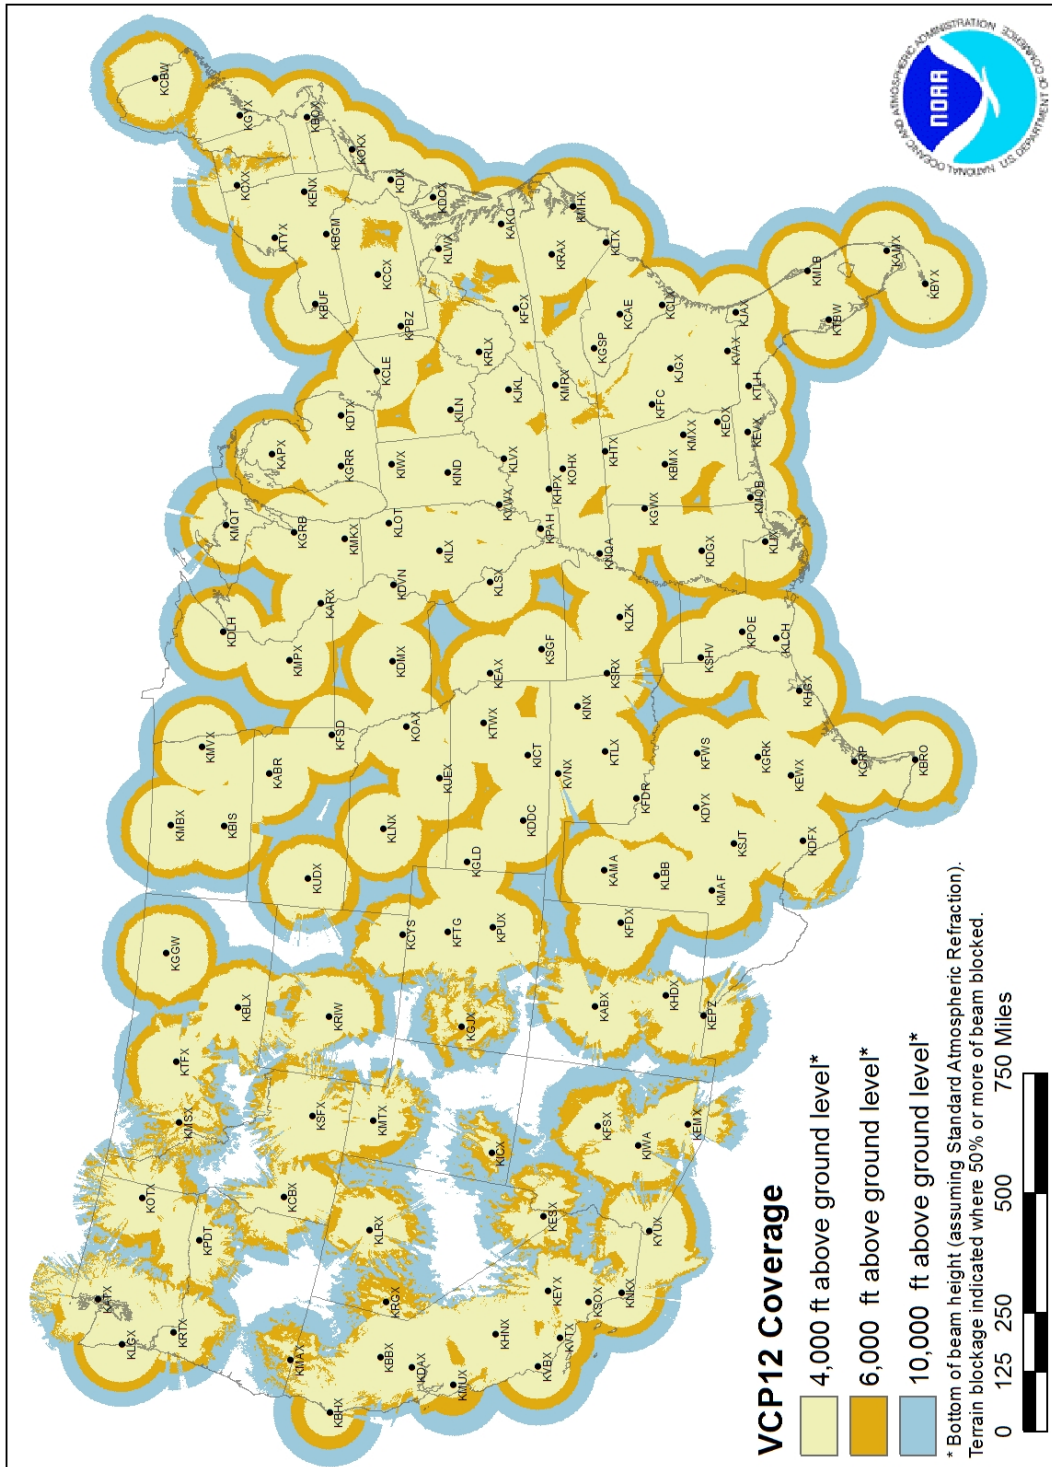 NATIONAL OCEANIC AND ATMOSPHERIC ADMINISTRATION
U.S. DEPARTMENT OF COMMERCE
NOAA
KATX
KLGX
KRTX
KOTX
KPDT
KMSX
KTFX
KGGW
KBLX
KMBX
KMVX
KBIS
KABR
KUDX
KFSD
KDLH
KMPX
KARX
KMQT
KGRB
KMKX
KAPX
KGRR
KDTX
KBUF
KTYX
KCXX
KENX
KBGM
KCBW
KGYX
KBOX
KOKX
KDIX
KDOX
KCCX
KPBZ
KCLE
KLWX
KAKQ
KMAX
KBHX
KCBX
KSFX
KMTX
KRIW
KLRX
KRGX
KBBX
KDAX
KMUX
KHNX
KICX
KGJX
KCYS
KFTG
KPUX
KLNX
KUEX
KOAX
KDMX
KDVN
KLOT
KILX
KIWX
KIND
KILN
KRLX
KJKL
KFCX
KGLD
KTWX
KEAX
KLSX
KICT
KDDC
KSGF
KVWX
KLVX
KPAH
KHPX
KOHX
KMRX
KRAX
KMHX
KLTX
KVBX
KVTX
KEYX
KSOX
KNKX
KESX
KYUX
KFSX
KIWA
KEMX
KABX
KHDX
KEPZ
KFDX
KAMA
KLBB
KMAF
KVNX
KINX
KTLX
KFDR
KSRX
KLZK
KNQA
KHTX
KGWX
KBMX
KMXX
KEOX
KFFC
KGSP
KCAE
KCLX
KJGX
KVAX
KJAX
KTLH
KEVX
KMOB
KDGX
KLIX
KSHV
KPOE
KLCH
KHGX
KFWS
KDYX
KSJT
KGRK
KEWX
KDFX
KCRP
KBRO
KMLB
KTBW
KAMX
KBYX
VCP12 Coverage
4,000 ft above ground level*
6,000 ft above ground level*
10,000 ft above ground level*
* Bottom of beam height (assuming Standard Atmospheric Refraction).
Terrain blockage indicated where 50% or more of beam blocked.
0 125 250 500 750 Miles